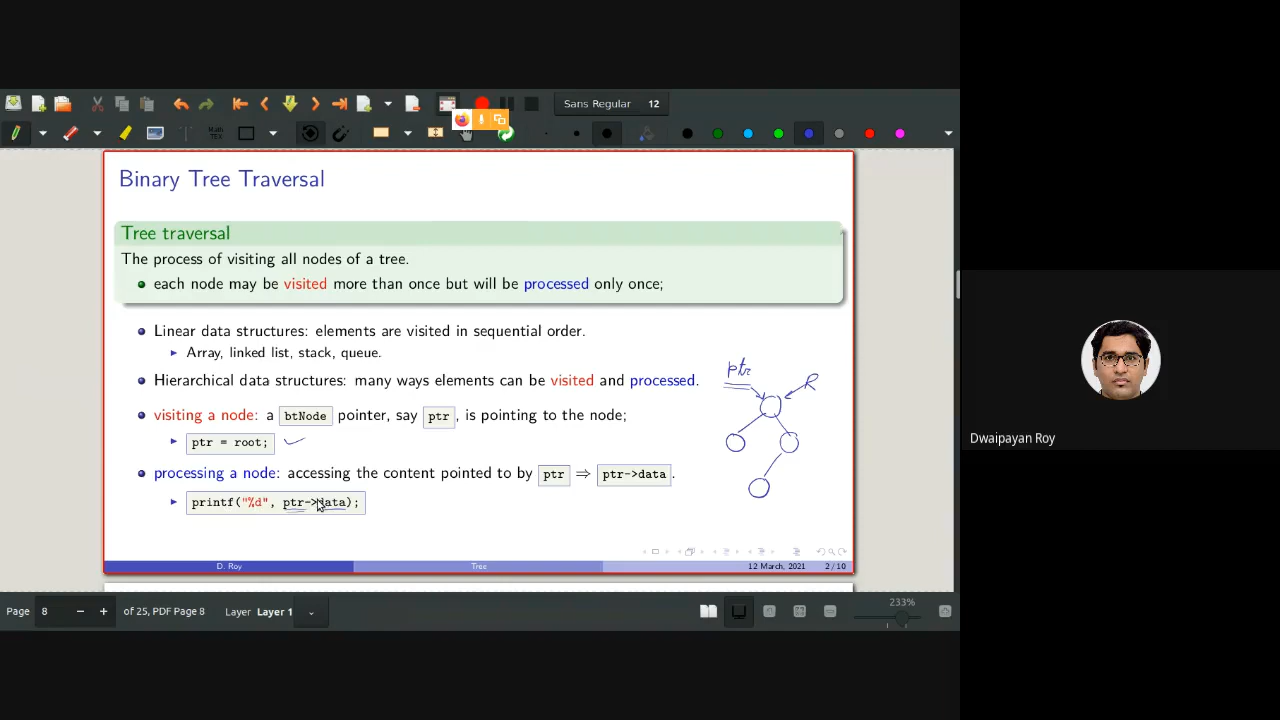 Sans Regular 12
Math
TEX
Binary Tree Traversal
Tree traversal
The process of visiting all nodes of a tree.
each node may be visited more than once but will be processed only once;
Linear data structures: elements are visited in sequential order.
Array, linked list, stack, queue.
Hierarchical data structures: many ways elements can be visited and processed.
visiting a node: a btNode pointer, say ptr, is pointing to the node;
ptr = root;
processing a node: accessing the content pointed to by ptr ⇒ ptr->data.
printf("%d", ptr->data);
ptr
R
D. Roy Tree 12 March, 2021 2 / 10
Page 8 of 25, PDF Page 8 Layer Layer 1 233%
Dwaipayan Roy